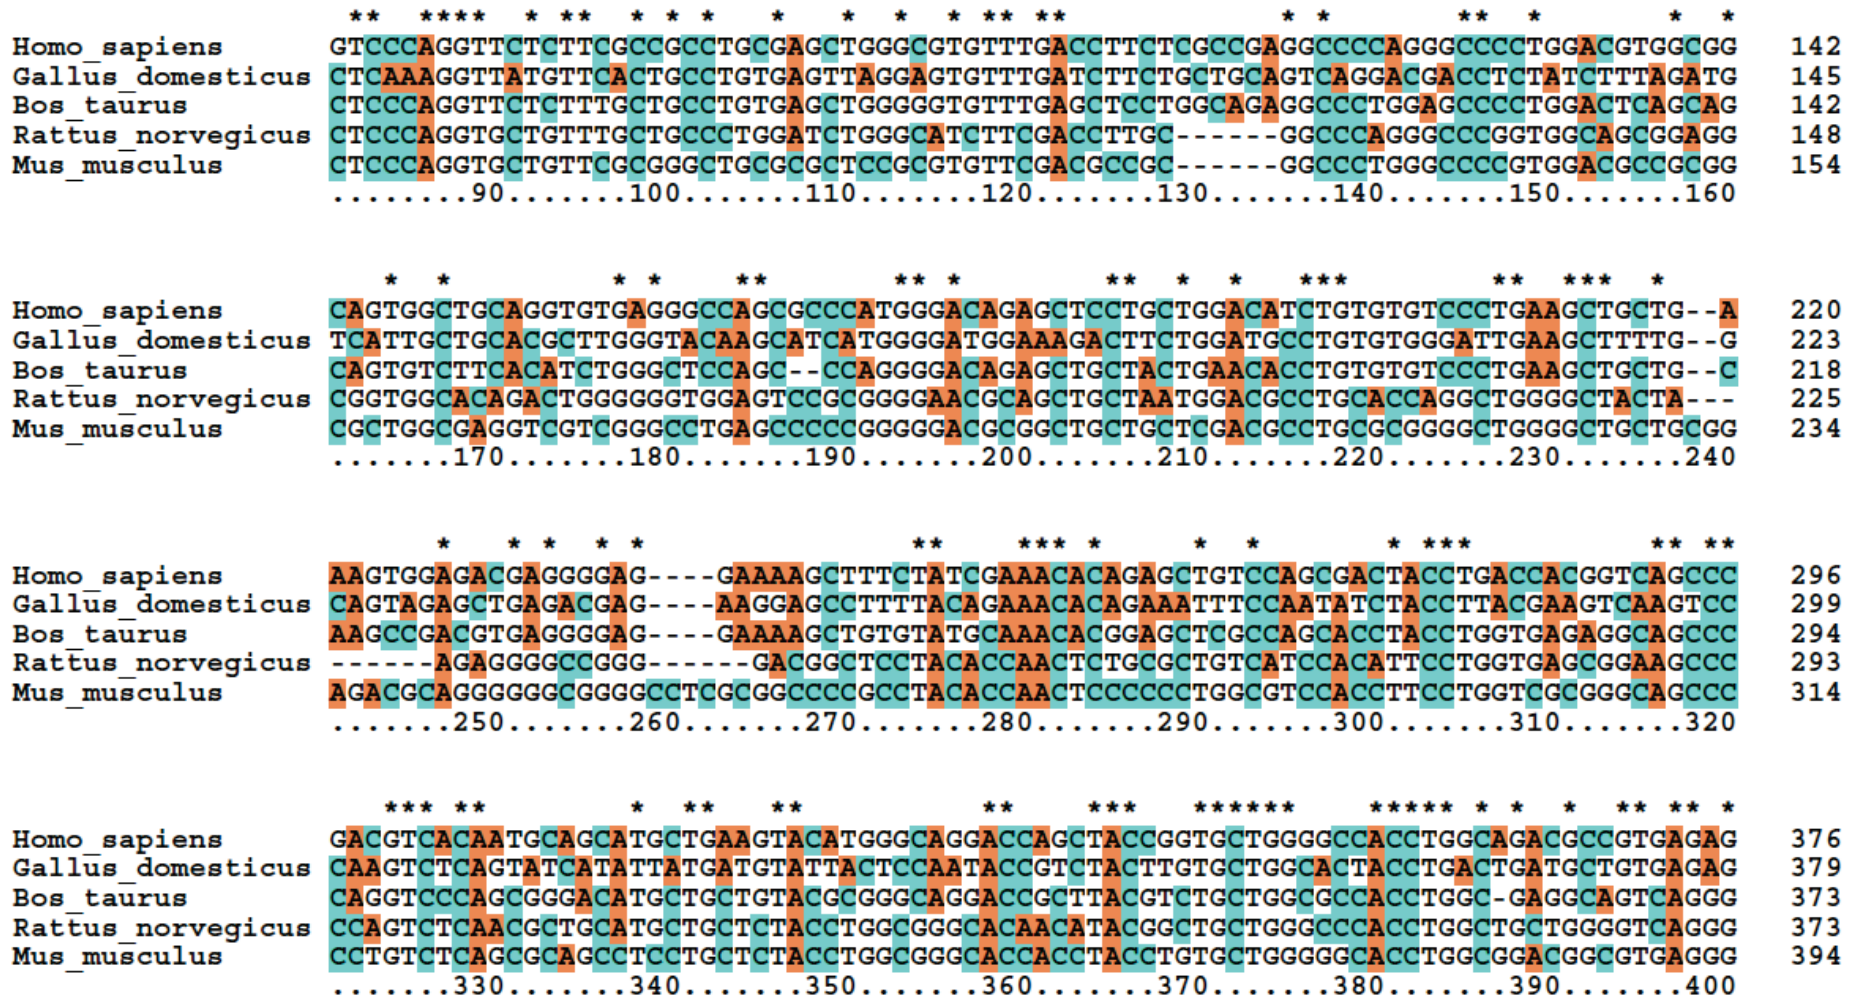 ** **** * ** * * * * * * * ** ** * * ** * * *
Homo_sapiens GTCCCAGGTTCTCTTCGCCGCCTGCGAGCTGGGCGTGTTTGACCTTCTCGCCGAGGCCCCAGGGCCCCTGGACGTGGCGG 142
Gallus_domesticus CTCAAAGGTTATGTTCACTGCCTGTGAGTTAGGAGTGTTTGATCTTCTGCTGCAGTCAGGACGACCTCTATCTTTAGATG 145
Bos_taurus CTCCCAGGTTCTCTTTGCTGCCTGTGAGCTGGGGGTGTTTGAGCTCCTGGCAGAGGCCCTGGAGCCCCTGGACTCAGCAG 142
Rattus_norvegicus CTCCCAGGTGCTGTTTGCTGCCCTGGATCTGGGCATCTTCGACCTTGC------GGCCCAGGGCCCGGTGGCAGCGGAGG 148
Mus_musculus CTCCCAGGTGCTGTTCGCGGGCTGCGCGCTCCGCGTGTTCGACGCCGC------GGCCCTGGGCCCCGTGGACGCCGCGG 154
........90.......100.......110.......120.......130.......140.......150.......160
* * * * ** ** * ** * * *** ** *** *
Homo_sapiens CAGTGGCTGCAGGTGTGAGGGCCAGCGCCCATGGGACAGAGCTCCTGCTGGACATCTGTGTGTCCCTGAAGCTGCTG--A 220
Gallus_domesticus TCATTGCTGCACGCTTGGGTACAAGCATCATGGGGATGGAAAGACTTCTGGATGCCTGTGTGGGATTGAAGCTTTTG--G 223
Bos_taurus CAGTGTCTTCACATCTGGGCTCCAGC--CCAGGGGACAGAGCTGCTACTGAACACCTGTGTGTCCCTGAAGCTGCTG--C 218
Rattus_norvegicus CGGTGGCACAGACTGGGGGGTGGAGTCCGCGGGGAACGCAGCTGCTAATGGACGCCTGCACCAGGCTGGGGCTACTA--- 225
Mus_musculus CGCTGGCGAGGTCGTCGGGCCTGAGCCCCCGGGGGACGCGGCTGCTGCTCGACGCCTGCGCGGGGCTGGGGCTGCTGCGG 234
........170.......180.......190.......200.......210.......220.......230.......240
* * * * * ** *** * * * * *** ** **
Homo_sapiens AAGTGGAGACGAGGGGAG----GAAAAGCTTTCTATCGAAACACAGAGCTGTCCAGCGACTACCTGACCACGGTCAGCCC 296
Gallus_domesticus CAGTAGAGCTGAGACGAG----AAGGAGCCTTTTACAGAAACACAGAAATTTCCAATATCTACCTTACGAAGTCAAGTCC 299
Bos_taurus AAGCCGACGTGAGGGGAG----GAAAAGCTGTGTATGCAAACACGGAGCTCGCCAGCACCTACCTGGTGAGAGGCAGCCC 294
Rattus_norvegicus ------AGAGGGGCCGGG------GACGGCTCCTACACCAACTCTGCGCTGTCATCCACATTCCTGGTGAGCGGAAGCCC 293
Mus_musculus AGACGCAGGGGGGCGGGGCCTCGCGGCCCCGCCTACACCAACTCCCCCCTGGCGTCCACCTTCCTGGTCGCGGGCAGCCC 314
........250.......260.......270.......280.......290.......300.......310.......320
*** ** * ** ** ** *** ****** ***** * * * ** ** *
Homo_sapiens GACGTCACAATGCAGCATGCTGAAGTACATGGGCAGGACCAGCTACCGGTGCTGGGGCCACCTGGCAGACGCCGTGAGAG 376
Gallus_domesticus CAAGTCTCAGTATCATATTATGATGTATTACTCCAATACCGTCTACTTGTGCTGGCACTACCTGACTGATGCTGTGAGAG 379
Bos_taurus CAGGTCCCAGCGGGACATGCTGCTGTACGCGGGCAGGACCGCTTACGTCTGCTGGCGCCACCTGGC-GAGGCAGTCAGGG 373
Rattus_norvegicus CCAGTCTCAACGCTGCATGCTGCTCTACCTGGCGGGCACAACATACGGCTGCTGGGCCCACCTGGCTGCTGGGGTCAGGG 373
Mus_musculus CCTGTCTCAGCGCAGCCTCCTGCTCTACCTGGCGGGCACCACCTACCTGTGCTGGGGGCACCTGGCGGACGGCGTGAGGG 394
........330.......340.......350.......360.......370.......380.......390.......400